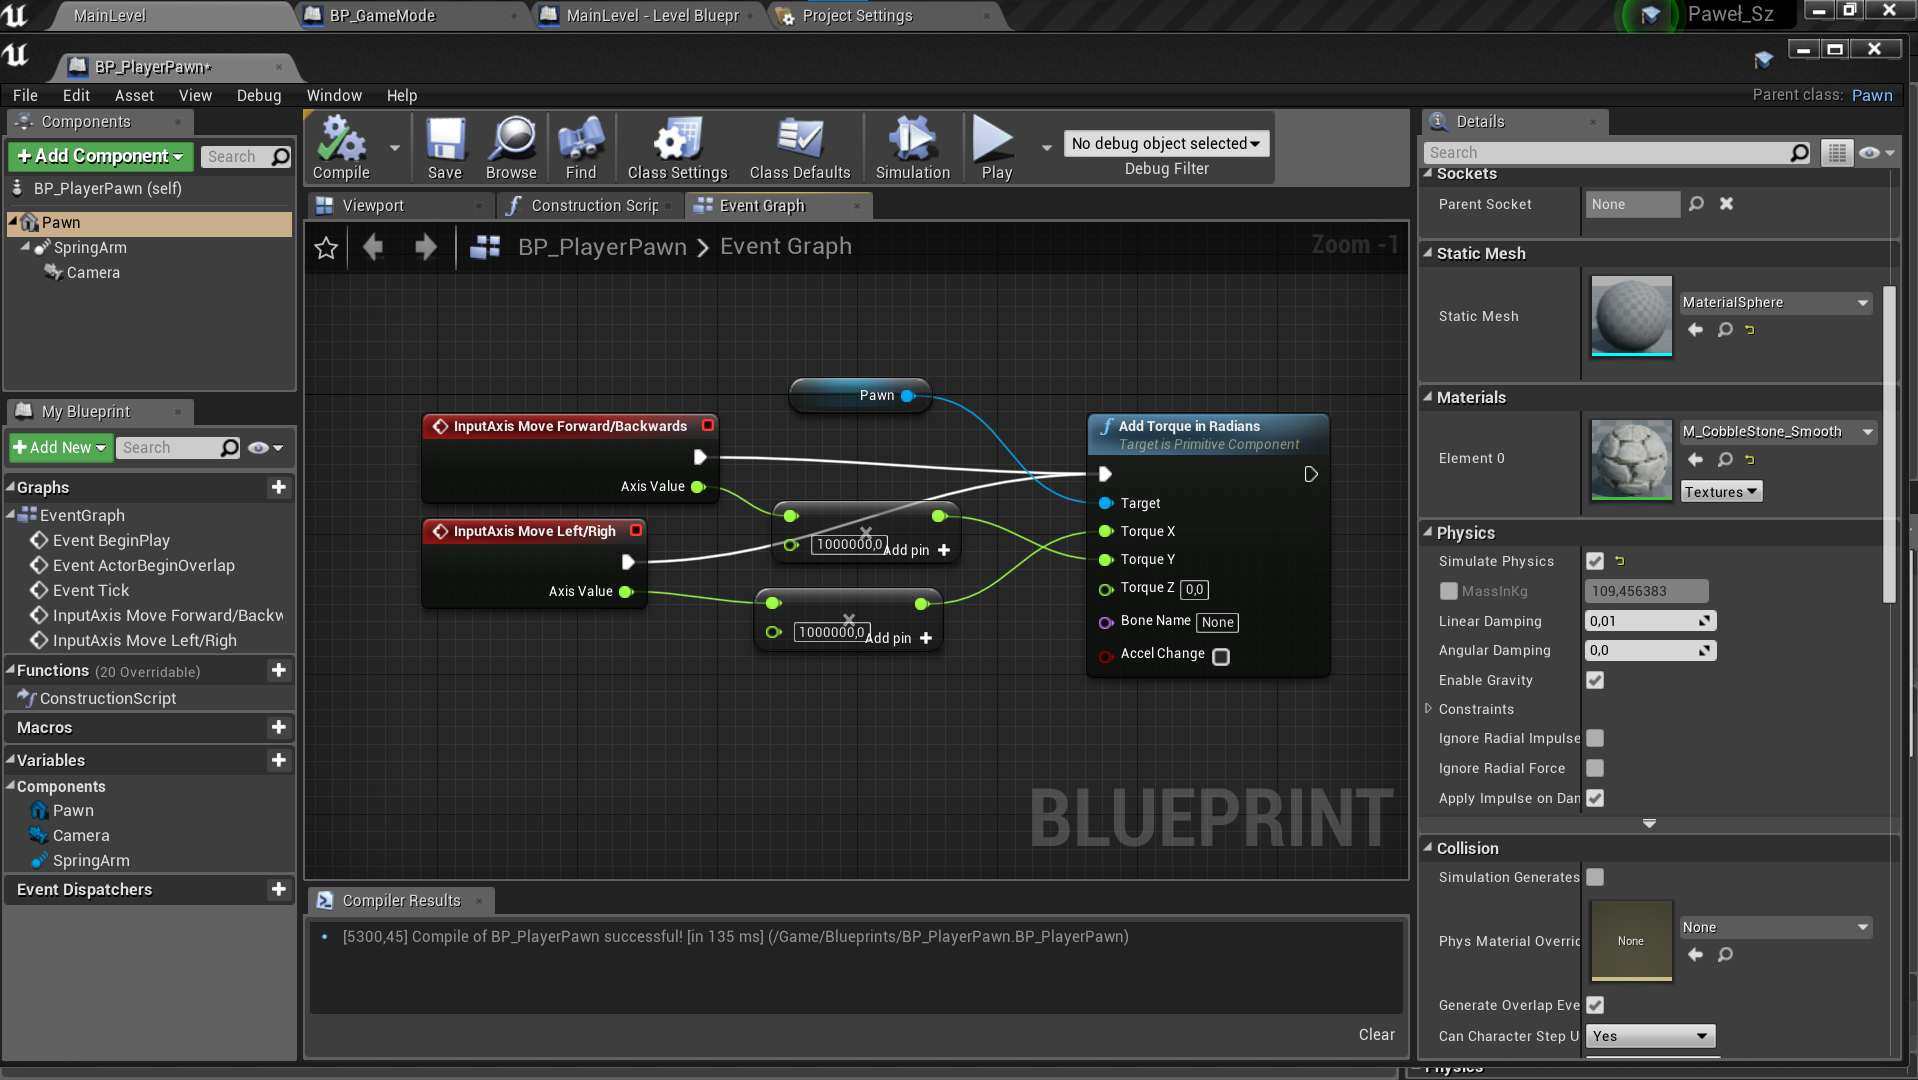 MainLevel
BP_GameMode
MainLevel - Level Bluepr
Project Settings
Paweł_Sz
BP_PlayerPawn*
File Edit Asset View Debug Window Help
Parent class: Pawn
Components
+ Add Component
Search
BP_PlayerPawn (self)
Pawn
SpringArm
Camera
My Blueprint
+ Add New
Search
Graphs
EventGraph
Event BeginPlay
Event ActorBeginOverlap
Event Tick
InputAxis Move Forward/Backw
InputAxis Move Left/Righ
Functions (20 Overridable)
ConstructionScript
Macros
Variables
Components
Pawn
Camera
SpringArm
Event Dispatchers
Compile
Save
Browse
Find
Class Settings
Class Defaults
Simulation
Play
No debug object selected
Debug Filter
Viewport
Construction Scrip
Event Graph
BP_PlayerPawn > Event Graph
Zoom -1
Pawn
InputAxis Move Forward/Backwards
Axis Value
InputAxis Move Left/Righ
Axis Value
1000000,0
Add pin +
1000000,0
Add pin +
Add Torque in Radians
Target is Primitive Component
Target
Torque X
Torque Y
Torque Z 0,0
Bone Name None
Accel Change
BLUEPRINT
Compiler Results
[5300,45] Compile of BP_PlayerPawn successful! [in 135 ms] (/Game/Blueprints/BP_PlayerPawn.BP_PlayerPawn)
Clear
Details
Search
Sockets
Parent Socket
None
Static Mesh
Static Mesh
MaterialSphere
Materials
Element 0
M_CobbleStone_Smooth
Textures
Physics
Simulate Physics
MassInKg
109,456383
Linear Damping
0,01
Angular Damping
0,0
Enable Gravity
Constraints
Ignore Radial Impulse
Ignore Radial Force
Apply Impulse on Dan
Collision
Simulation Generates
Phys Material Overric
None
None
Generate Overlap Eve
Can Character Step U
Yes
Physics